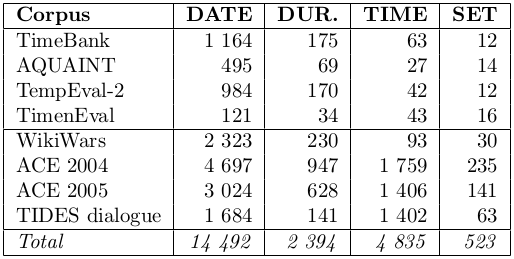 Corpus DATE DUR. TIME SET
TimeBank 1 164 175 63 12
AQUAINT 495 69 27 14
TempEval-2 984 170 42 12
TimenEval 121 34 43 16
WikiWars 2 323 230 93 30
ACE 2004 4 697 947 1 759 235
ACE 2005 3 024 628 1 406 141
TIDES dialogue 1 684 141 1 402 63
Total 14 492 2 394 4 835 523